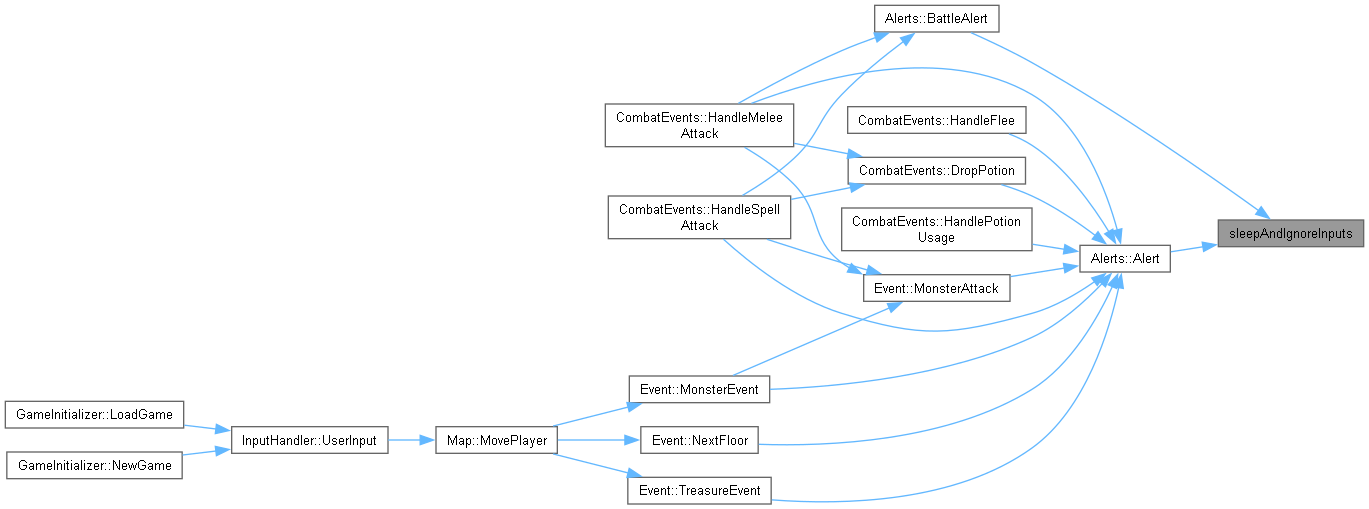 Alerts::BattleAlert
CombatEvents::HandleMelee
Attack
CombatEvents::HandleFlee
CombatEvents::DropPotion
CombatEvents::HandleSpell
Attack
CombatEvents::HandlePotion
Usage
sleepAndIgnoreInputs
Alerts::Alert
Event::MonsterAttack
Event::MonsterEvent
GameInitializer::LoadGame
InputHandler::UserInput
Map::MovePlayer
Event::NextFloor
GameInitializer::NewGame
Event::TreasureEvent